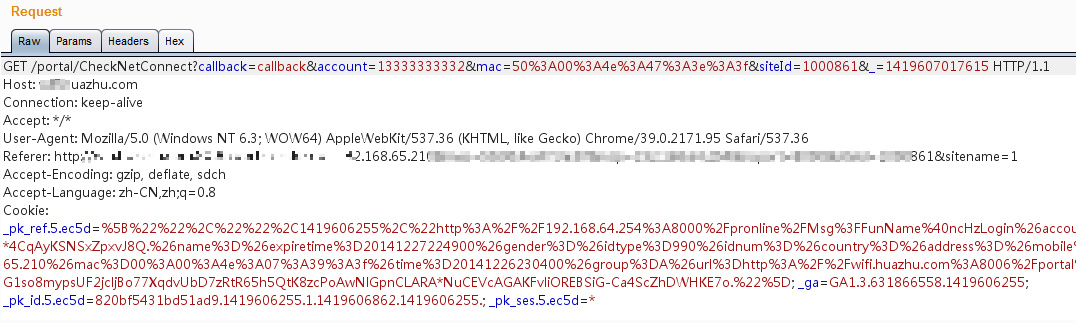 Request
Raw Params Headers Hex
GET /portal/CheckNetConnect?callback=callback&account=13333333332&mac=50%3A00%3A4e%3A47%3A3e%3A3f&siteId=1000861&_=1419607017615 HTTP/1.1
Host: uazhu.com
Connection: keep-alive
Accept: */*
User-Agent: Mozilla/5.0 (Windows NT 6.3; WOW64) AppleWebKit/537.36 (KHTML, like Gecko) Chrome/39.0.2171.95 Safari/537.36
Referer: http: 2.168.65.210 861&sitename=1
Accept-Encoding: gzip, deflate, sdch
Accept-Language: zh-CN,zh;q=0.8
Cookie:
_pk_ref.5.ec5d=%5B%22%22%2C%22%22%2C1419606255%2C%22http%3A%2F%2F192.168.64.254%3A8000%2Fpronline%2FMsg%3FFunName%40ncHzLogin%26accou
*4CqAyKSNSxZpxvJ8Q.%26name%3D%26expiretime%3D20141227224900%26gender%3D%26idtype%3D990%26idnum%3D%26country%3D%26address%3D%26mobile%
65.210%26mac%3D00%3A00%3A4e%3A07%3A39%3A3f%26time%3D20141226230400%26group%3DA%26url%3Dhttp%3A%2F%2Fwifi.huazhu.com%3A8006%2Fportal%
G1so8mypsUF2jcIjBo77XqdvUbD7zRtR65h5QtK8zcPoAwNIGpnCLARA*NuCEVcAGAKFvIiOREBSiG-Ca4ScZhDWHKE7o.%22%5D; _ga=GA1.3.631866558.1419606255;
_pk_id.5.ec5d=820bf5431bd51ad9.1419606255.1.1419606862.1419606255.; _pk_ses.5.ec5d=*